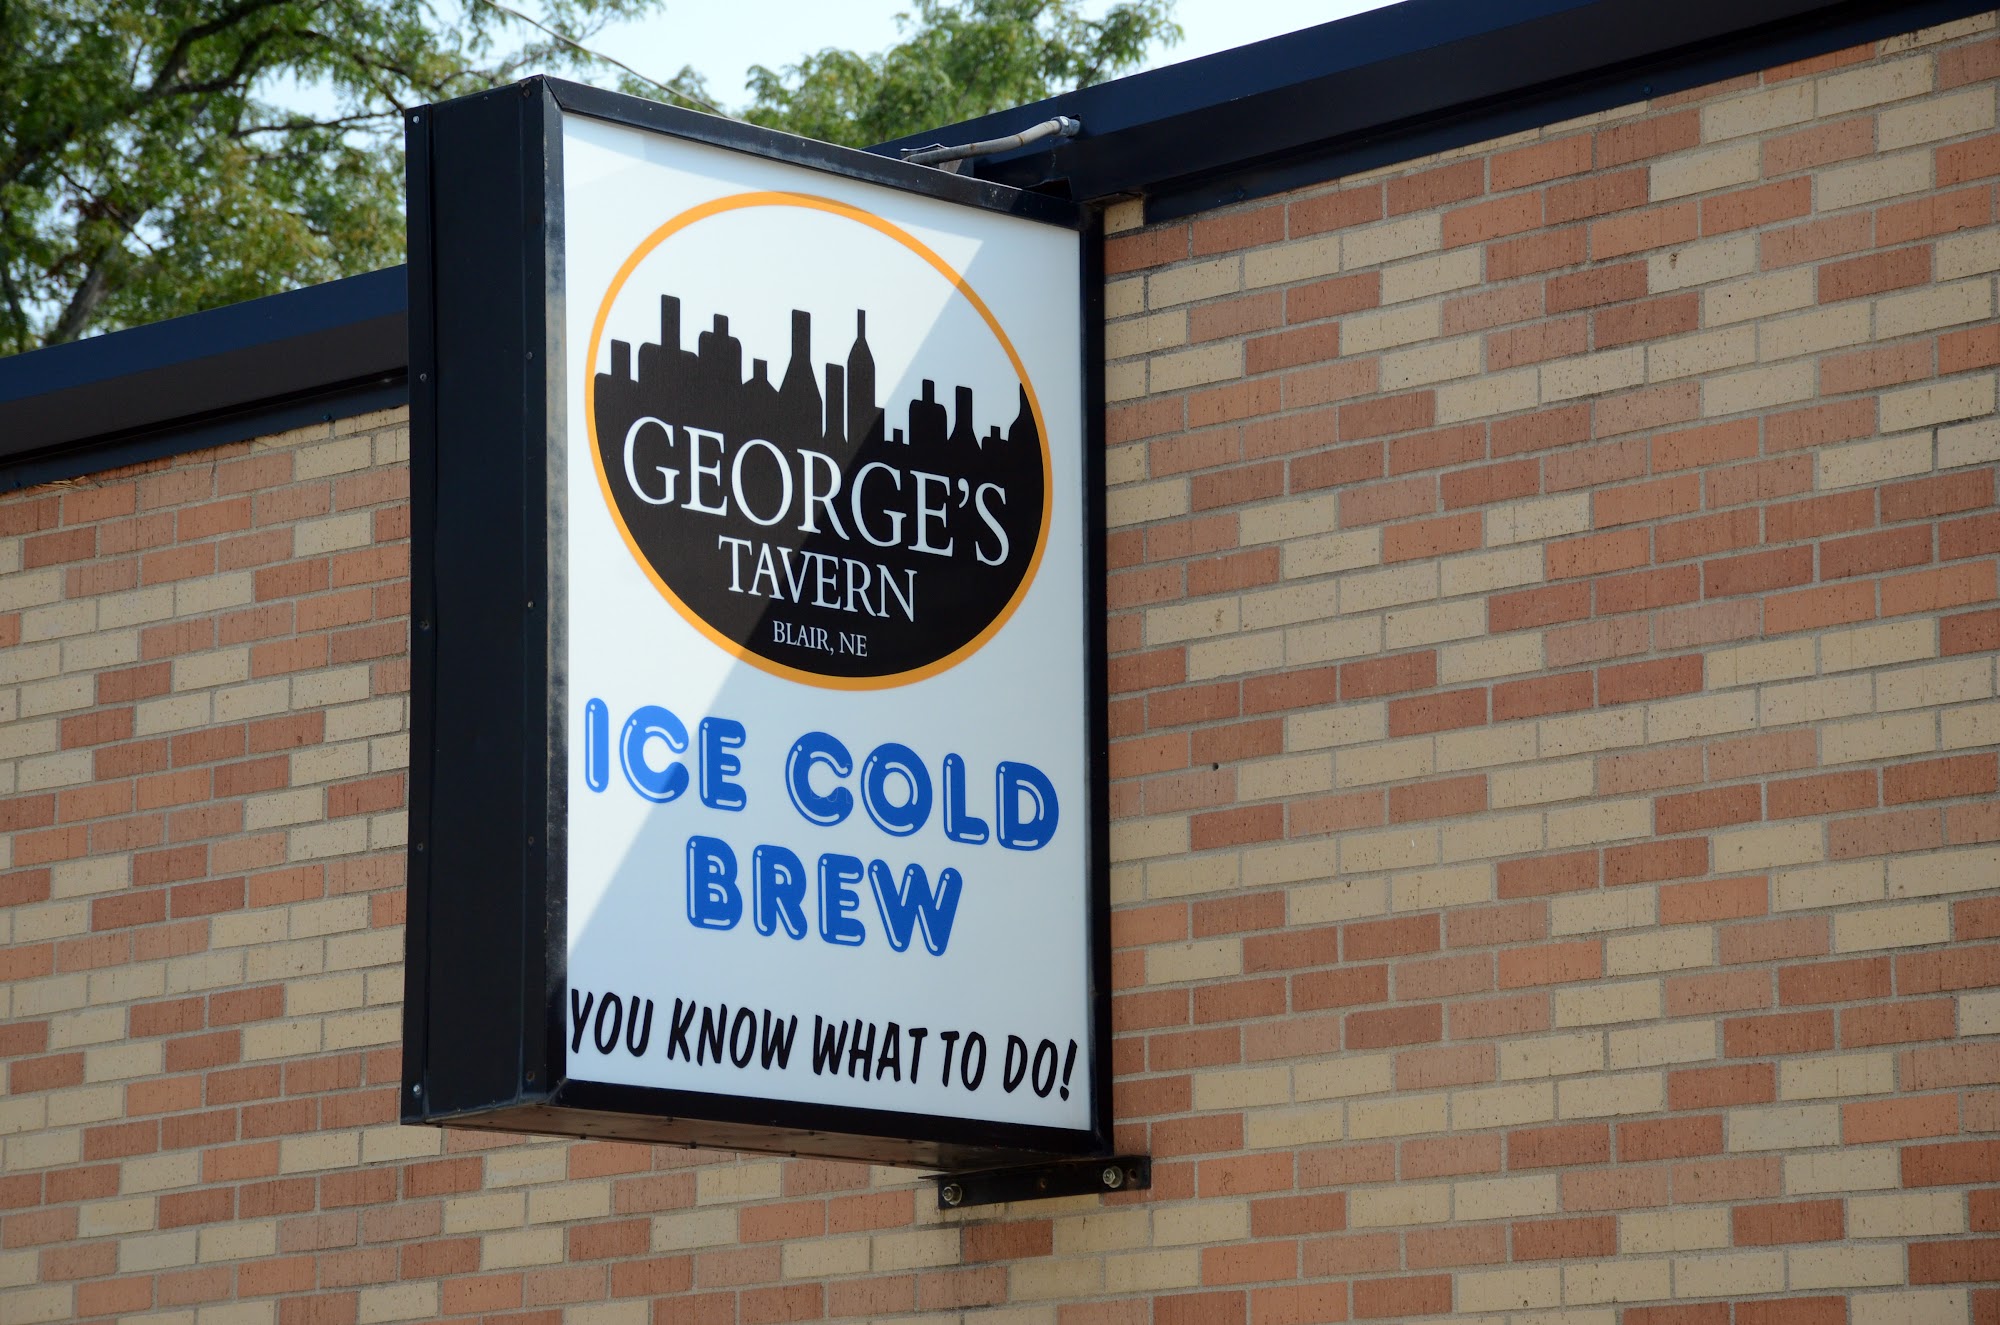 GEORGE'S
TAVERN
BLAIR, NE
ICE COLD
BREW
YOU KNOW WHAT TO DO!